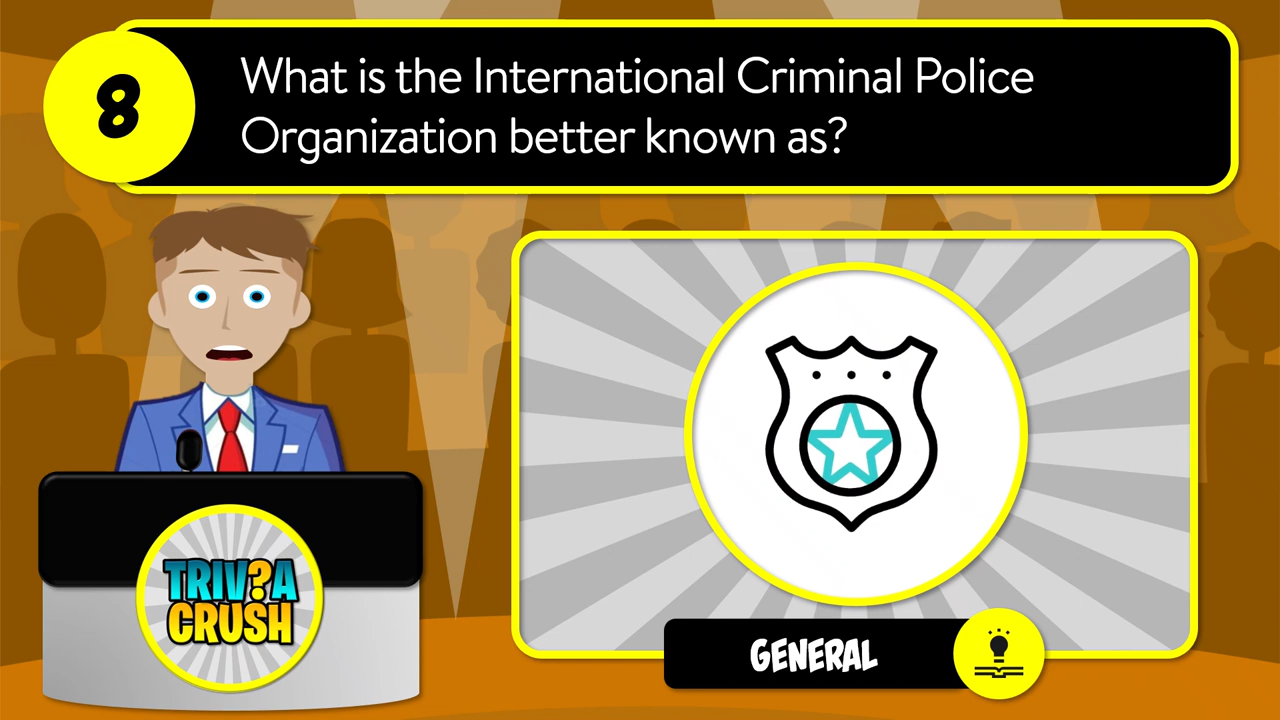 8
What is the International Criminal Police
Organization better known as?
TRIV?A
CRUSH
GENERAL